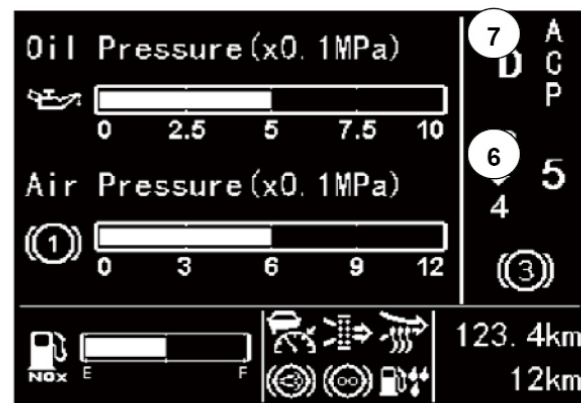 Oil Pressure(x0.1MPa)
0 2.5 5 7.5 10
Air Pressure(x0.1MPa)
1
0 3 6 9 12
7
D
A
C
P
6
5
4
3
NOx
E F
123.4km
12km